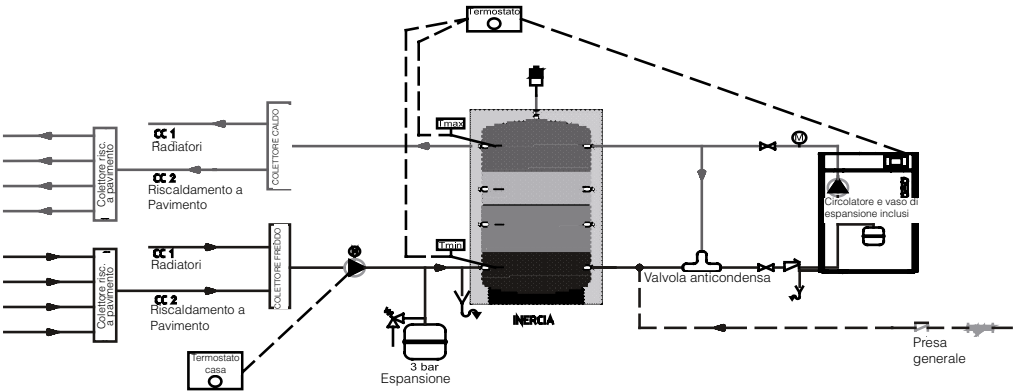 Termostato
Tmax
CC 1
Radiatori
COLETTORE CALDO
Colettore risc.
a pavimento
CC 2
Riscaldamento a
Pavimento
M
Circolatore e vaso di
espansione inclusi
COLETTORE FREDDO
Tmin
CC 1
Radiatori
Colettore risc.
a pavimento
CC 2
Riscaldamento a
Pavimento
Valvola anticondensa
INERCIA
Termostato
casa
3 bar
Espansione
Presa
generale